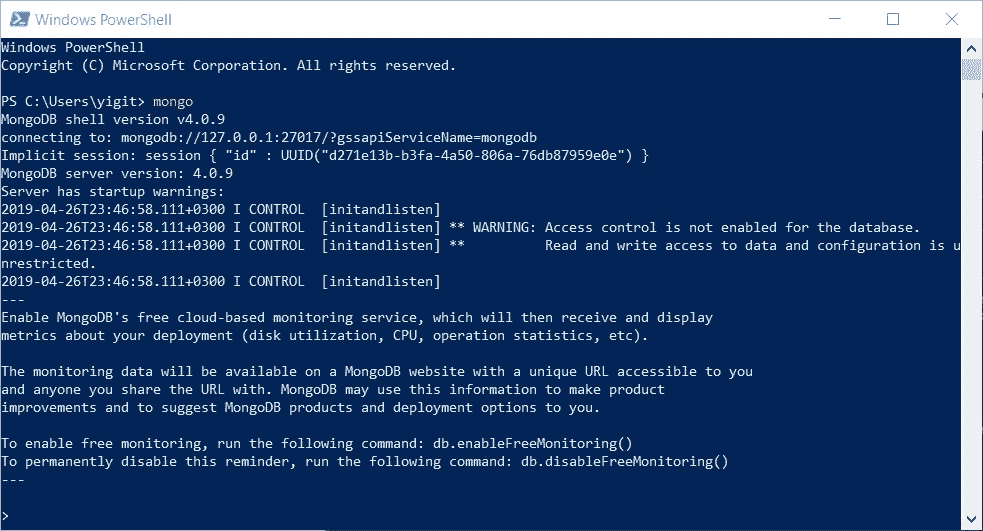 Windows PowerShell
Windows PowerShell
Copyright (C) Microsoft Corporation. All rights reserved.
PS C:\Users\yigit> mongo
MongoDB shell version v4.0.9
connecting to: mongodb://127.0.0.1:27017/?gssapiServiceName=mongodb
Implicit session: session { "id" : UUID("d271e13b-b3fa-4a50-806a-76db87959e0e") }
MongoDB server version: 4.0.9
Server has startup warnings:
2019-04-26T23:46:58.111+0300 I CONTROL  [initandlisten]
2019-04-26T23:46:58.111+0300 I CONTROL  [initandlisten] ** WARNING: Access control is not enabled for the database.
2019-04-26T23:46:58.111+0300 I CONTROL  [initandlisten] **          Read and write access to data and configuration is u
nrestricted.
2019-04-26T23:46:58.111+0300 I CONTROL  [initandlisten]
---
Enable MongoDB's free cloud-based monitoring service, which will then receive and display
metrics about your deployment (disk utilization, CPU, operation statistics, etc).
The monitoring data will be available on a MongoDB website with a unique URL accessible to you
and anyone you share the URL with. MongoDB may use this information to make product
improvements and to suggest MongoDB products and deployment options to you.
To enable free monitoring, run the following command: db.enableFreeMonitoring()
To permanently disable this reminder, run the following command: db.disableFreeMonitoring()
---
>